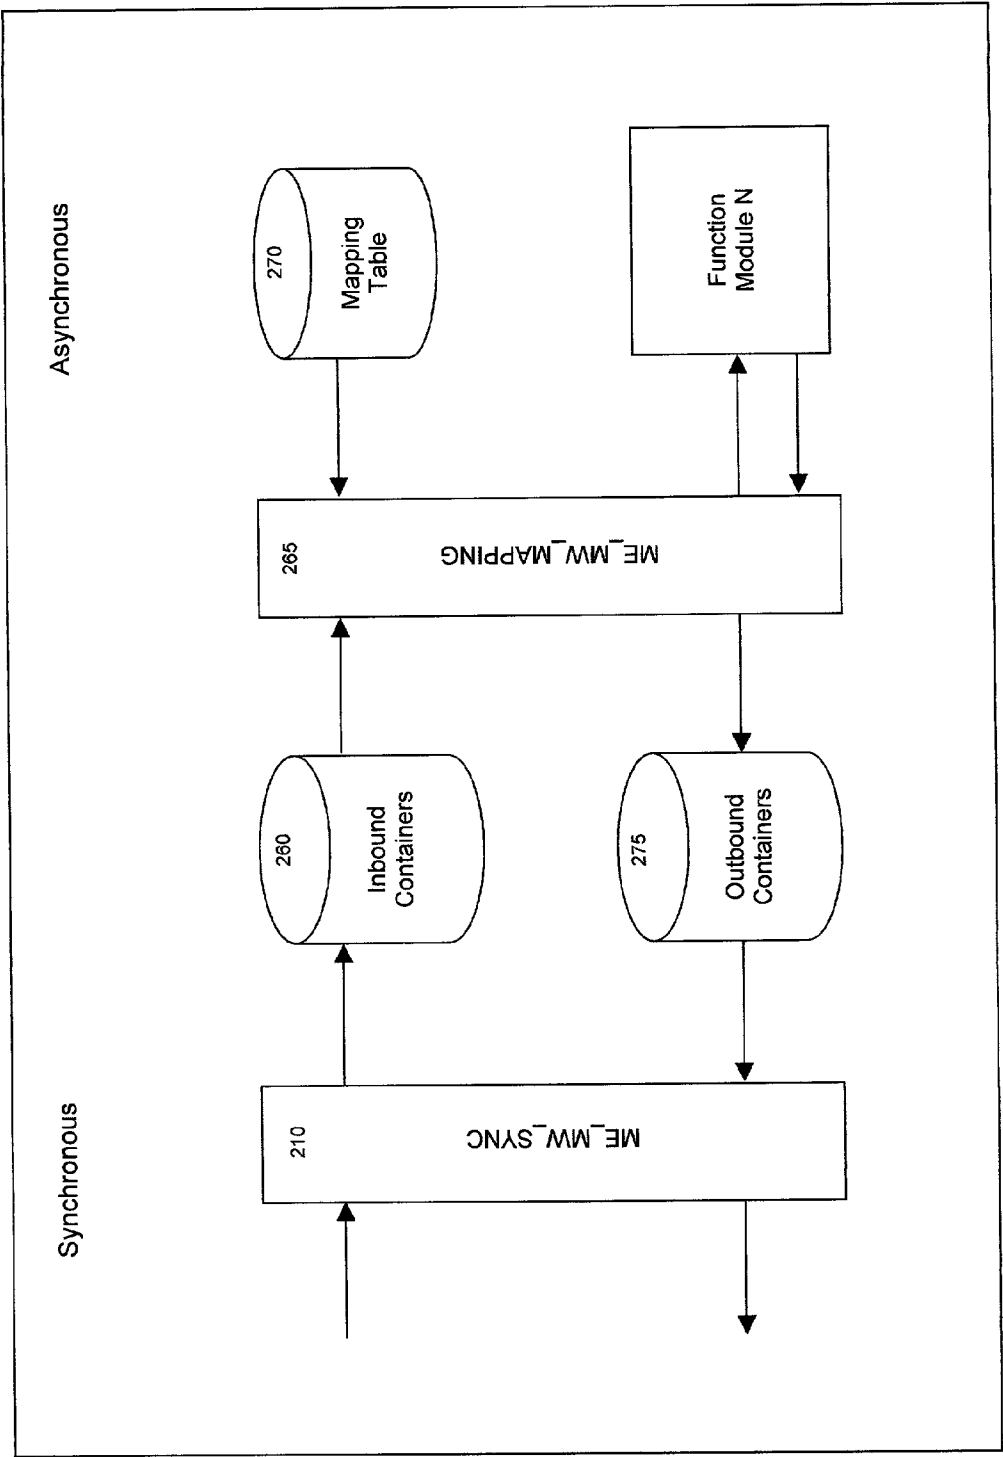 Synchronous
Asynchronous
210
ME_MW_SYNC
260
Inbound
Containers
265
ME_MW_MAPPING
270
Mapping
Table
275
Outbound
Containers
Function
Module N